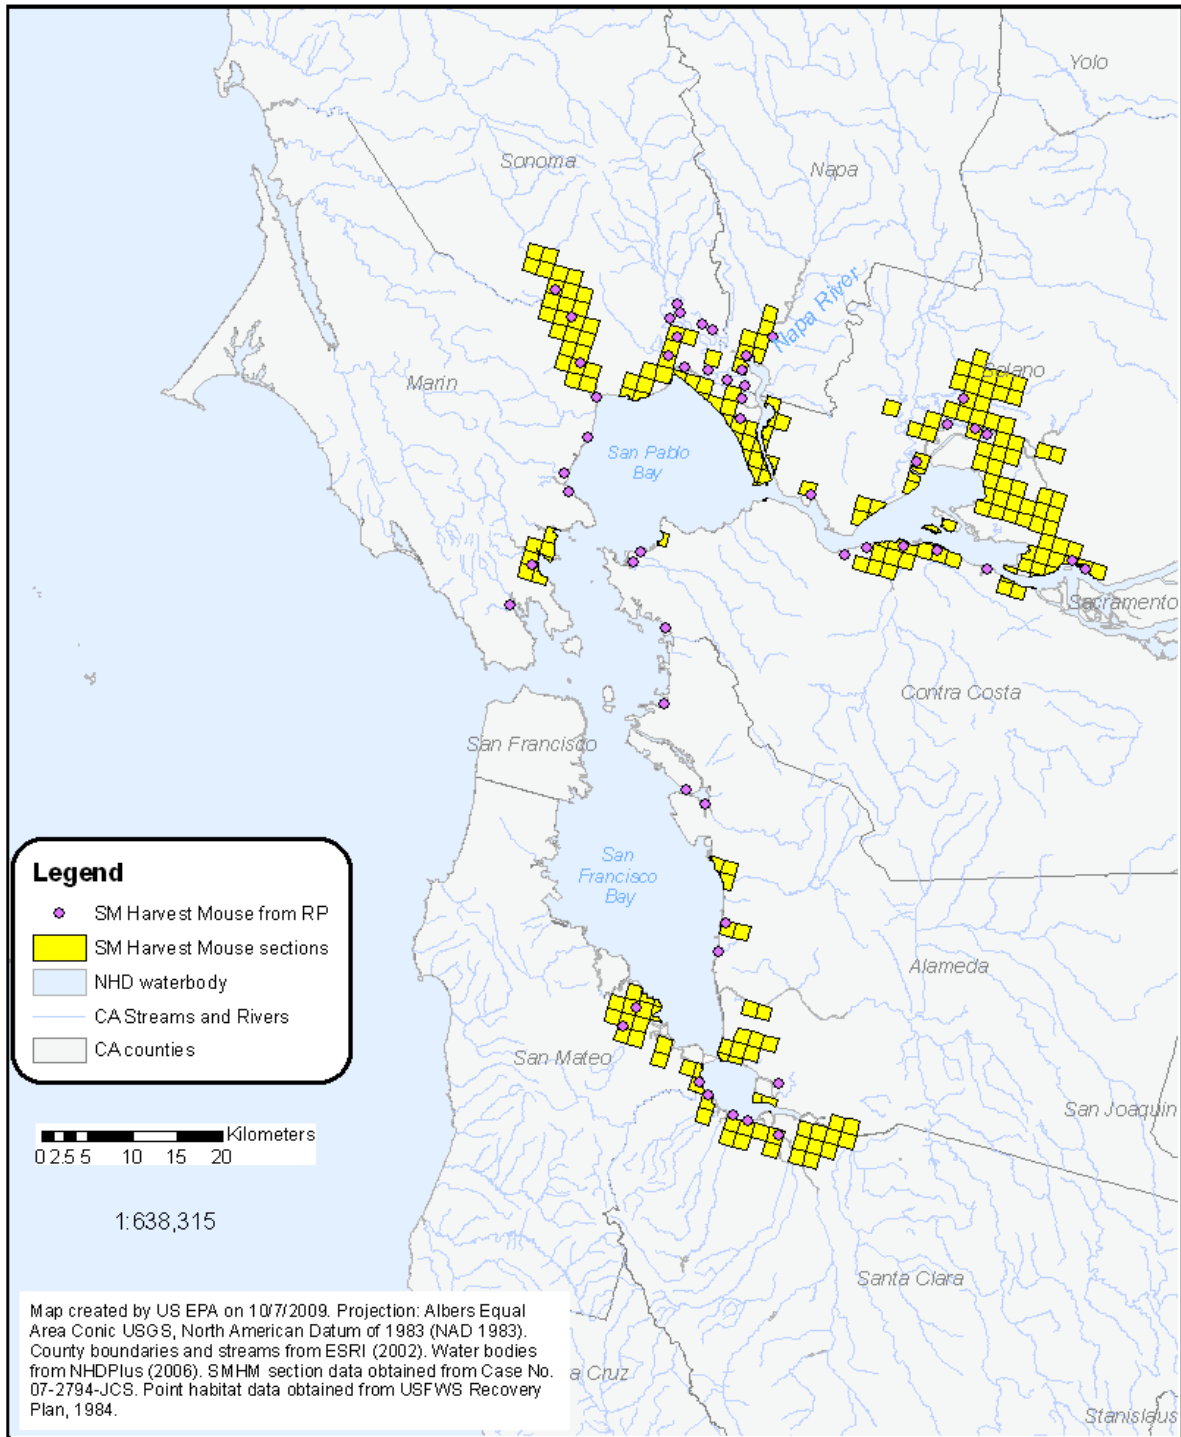 Yolo
Sonoma
Napa
Napa River
Solano
Marin
San Pablo
Bay
Sacramento
Contra Costa
San Francisco
San
Francisco
Bay
Alameda
San Mateo
San Joaquin
Santa Clara
a Cruz
Stanislaus
Legend
SM Harvest Mouse from RP
SM Harvest Mouse sections
NHD waterbody
CA Streams and Rivers
CA counties
Kilometers
0 2.5 5 10 15 20
1:638,315
Map created by US EPA on 10/7/2009. Projection: Albers Equal
Area Conic USGS, North American Datum of 1983 (NAD 1983).
County boundaries and streams from ESRI (2002). Water bodies
from NHDPlus (2006). SMHM section data obtained from Case No.
07-2794-JCS. Point habitat data obtained from USFWS Recovery
Plan, 1984.